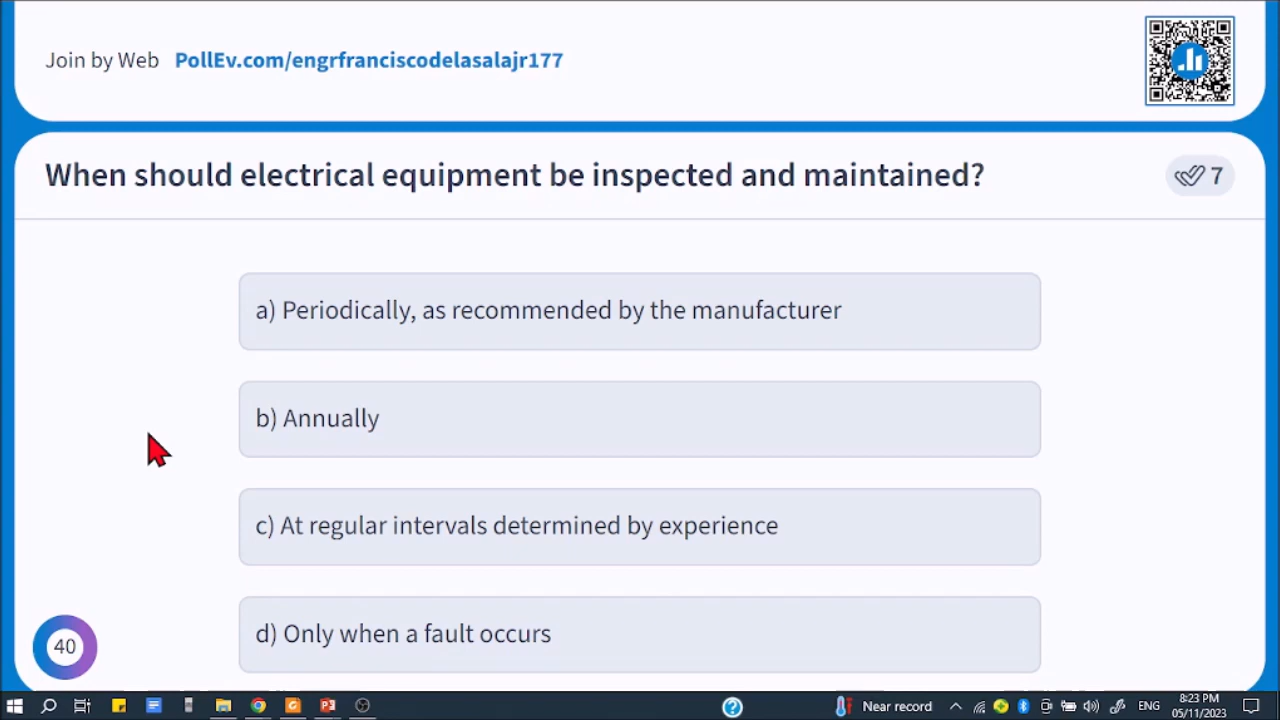 Join by Web PollEv.com/engrfranciscodelasalajr177
When should electrical equipment be inspected and maintained?
7
a) Periodically, as recommended by the manufacturer
b) Annually
c) At regular intervals determined by experience
d) Only when a fault occurs
40
Near record
ENG
8:23 PM
05/11/2023